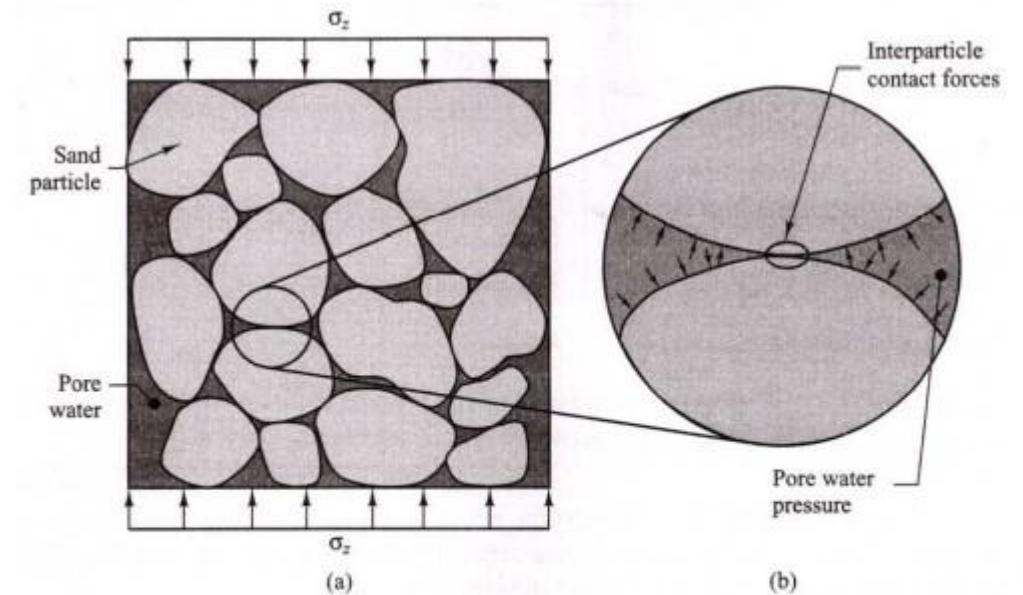 σz
Interparticle
contact forces
Sand
particle
Pore
water
Pore water
pressure
σz
(a)
(b)